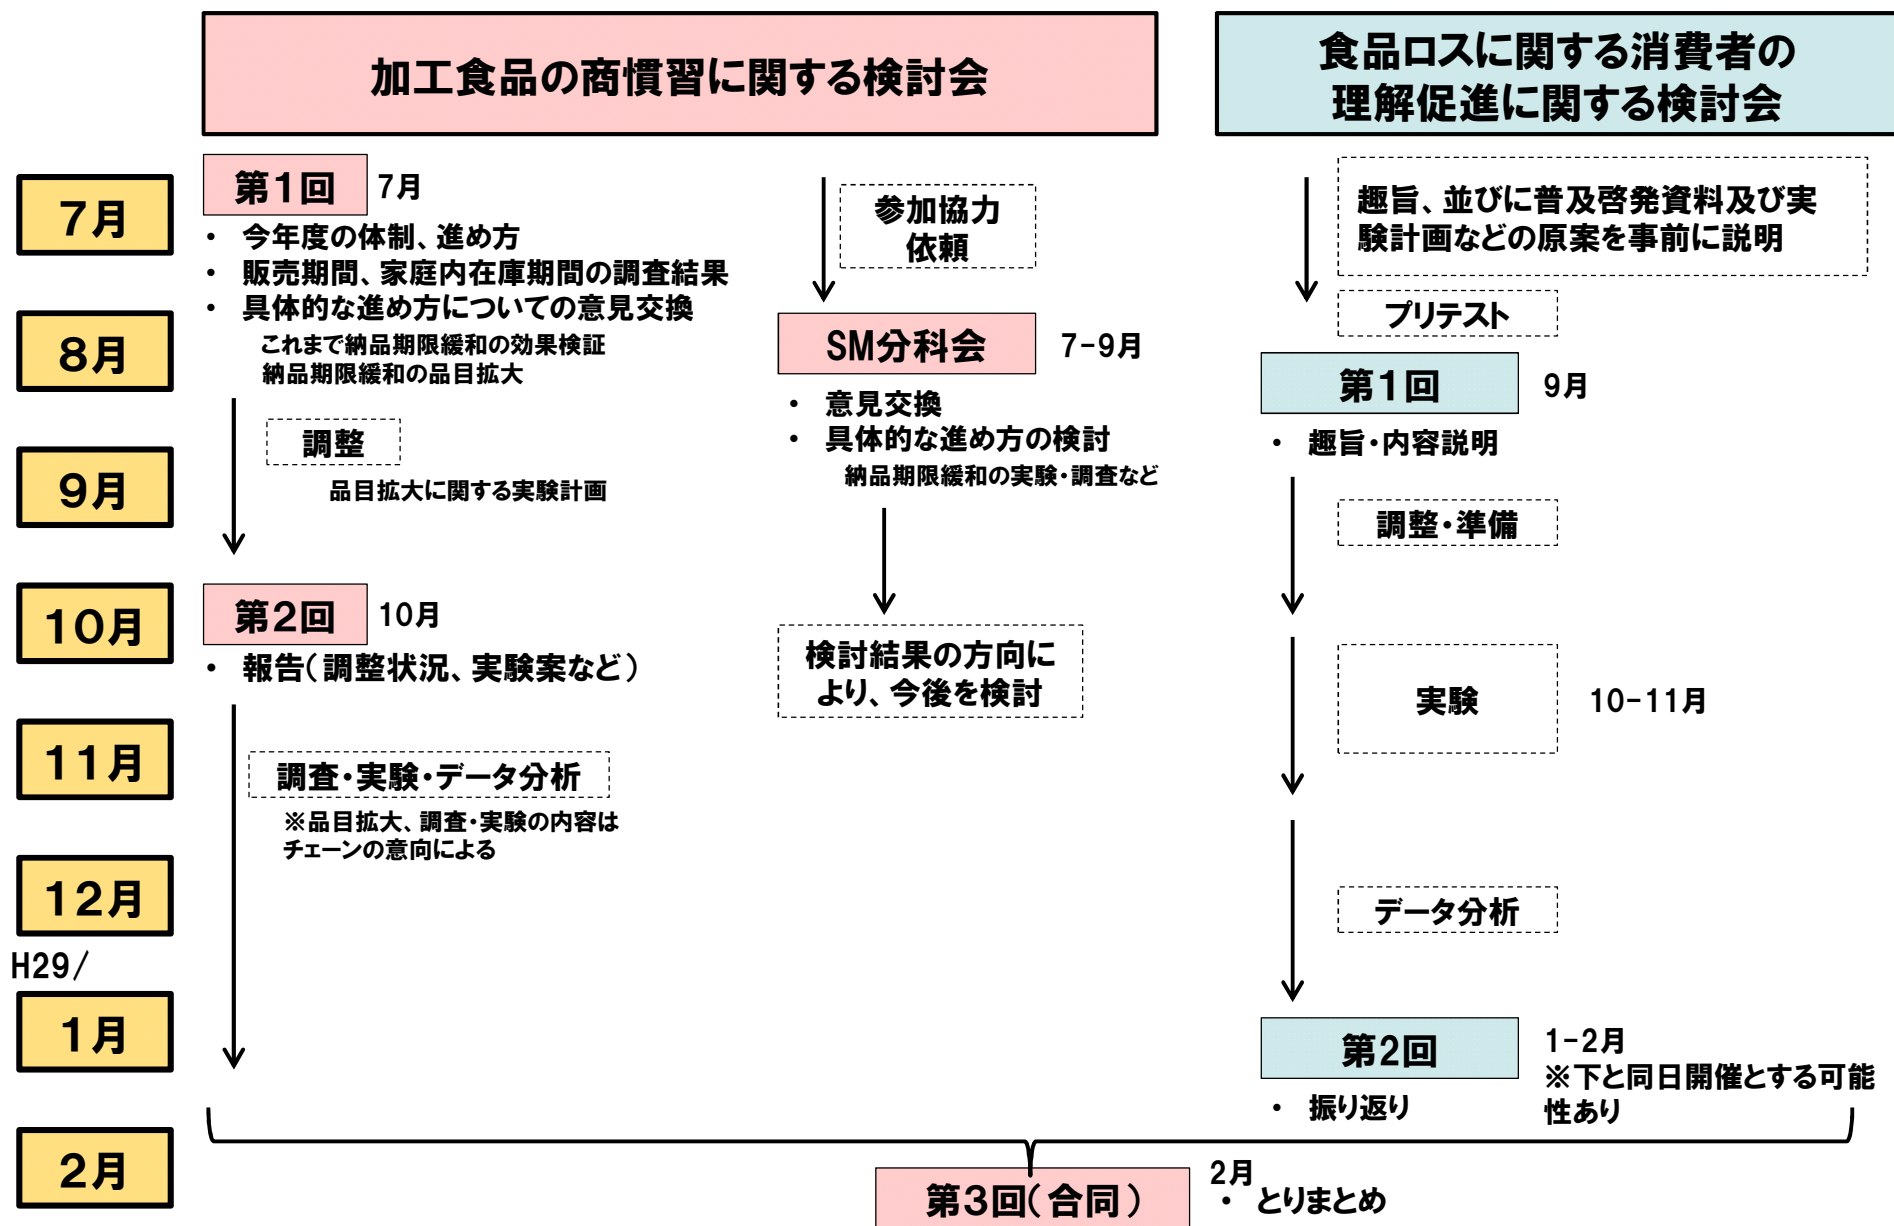 加工食品の商慣習に関する検討会
食品ロスに関する消費者の
理解促進に関する検討会
7月
8月
9月
10月
11月
12月
H29/
1月
2月
第1回
7月
・ 今年度の体制、進め方
・ 販売期間、家庭内在庫期間の調査結果
・ 具体的な進め方についての意見交換
これまで納品期限緩和の効果検証
納品期限緩和の品目拡大
調整
品目拡大に関する実験計画
第2回
10月
・ 報告(調整状況、実験案など)
調査・実験・データ分析
※品目拡大、調査・実験の内容は
チェーンの意向による
参加協力
依頼
SM分科会
7-9月
・ 意見交換
・ 具体的な進め方の検討
納品期限緩和の実験・調査など
検討結果の方向に
より、今後を検討
趣旨、並びに普及啓発資料及び実
験計画などの原案を事前に説明
プリテスト
第1回
9月
・ 趣旨・内容説明
調整・準備
実験
10-11月
データ分析
第2回
1-2月
※下と同日開催とする可能
性あり
・ 振り返り
第3回(合同)
2月
・ とりまとめ